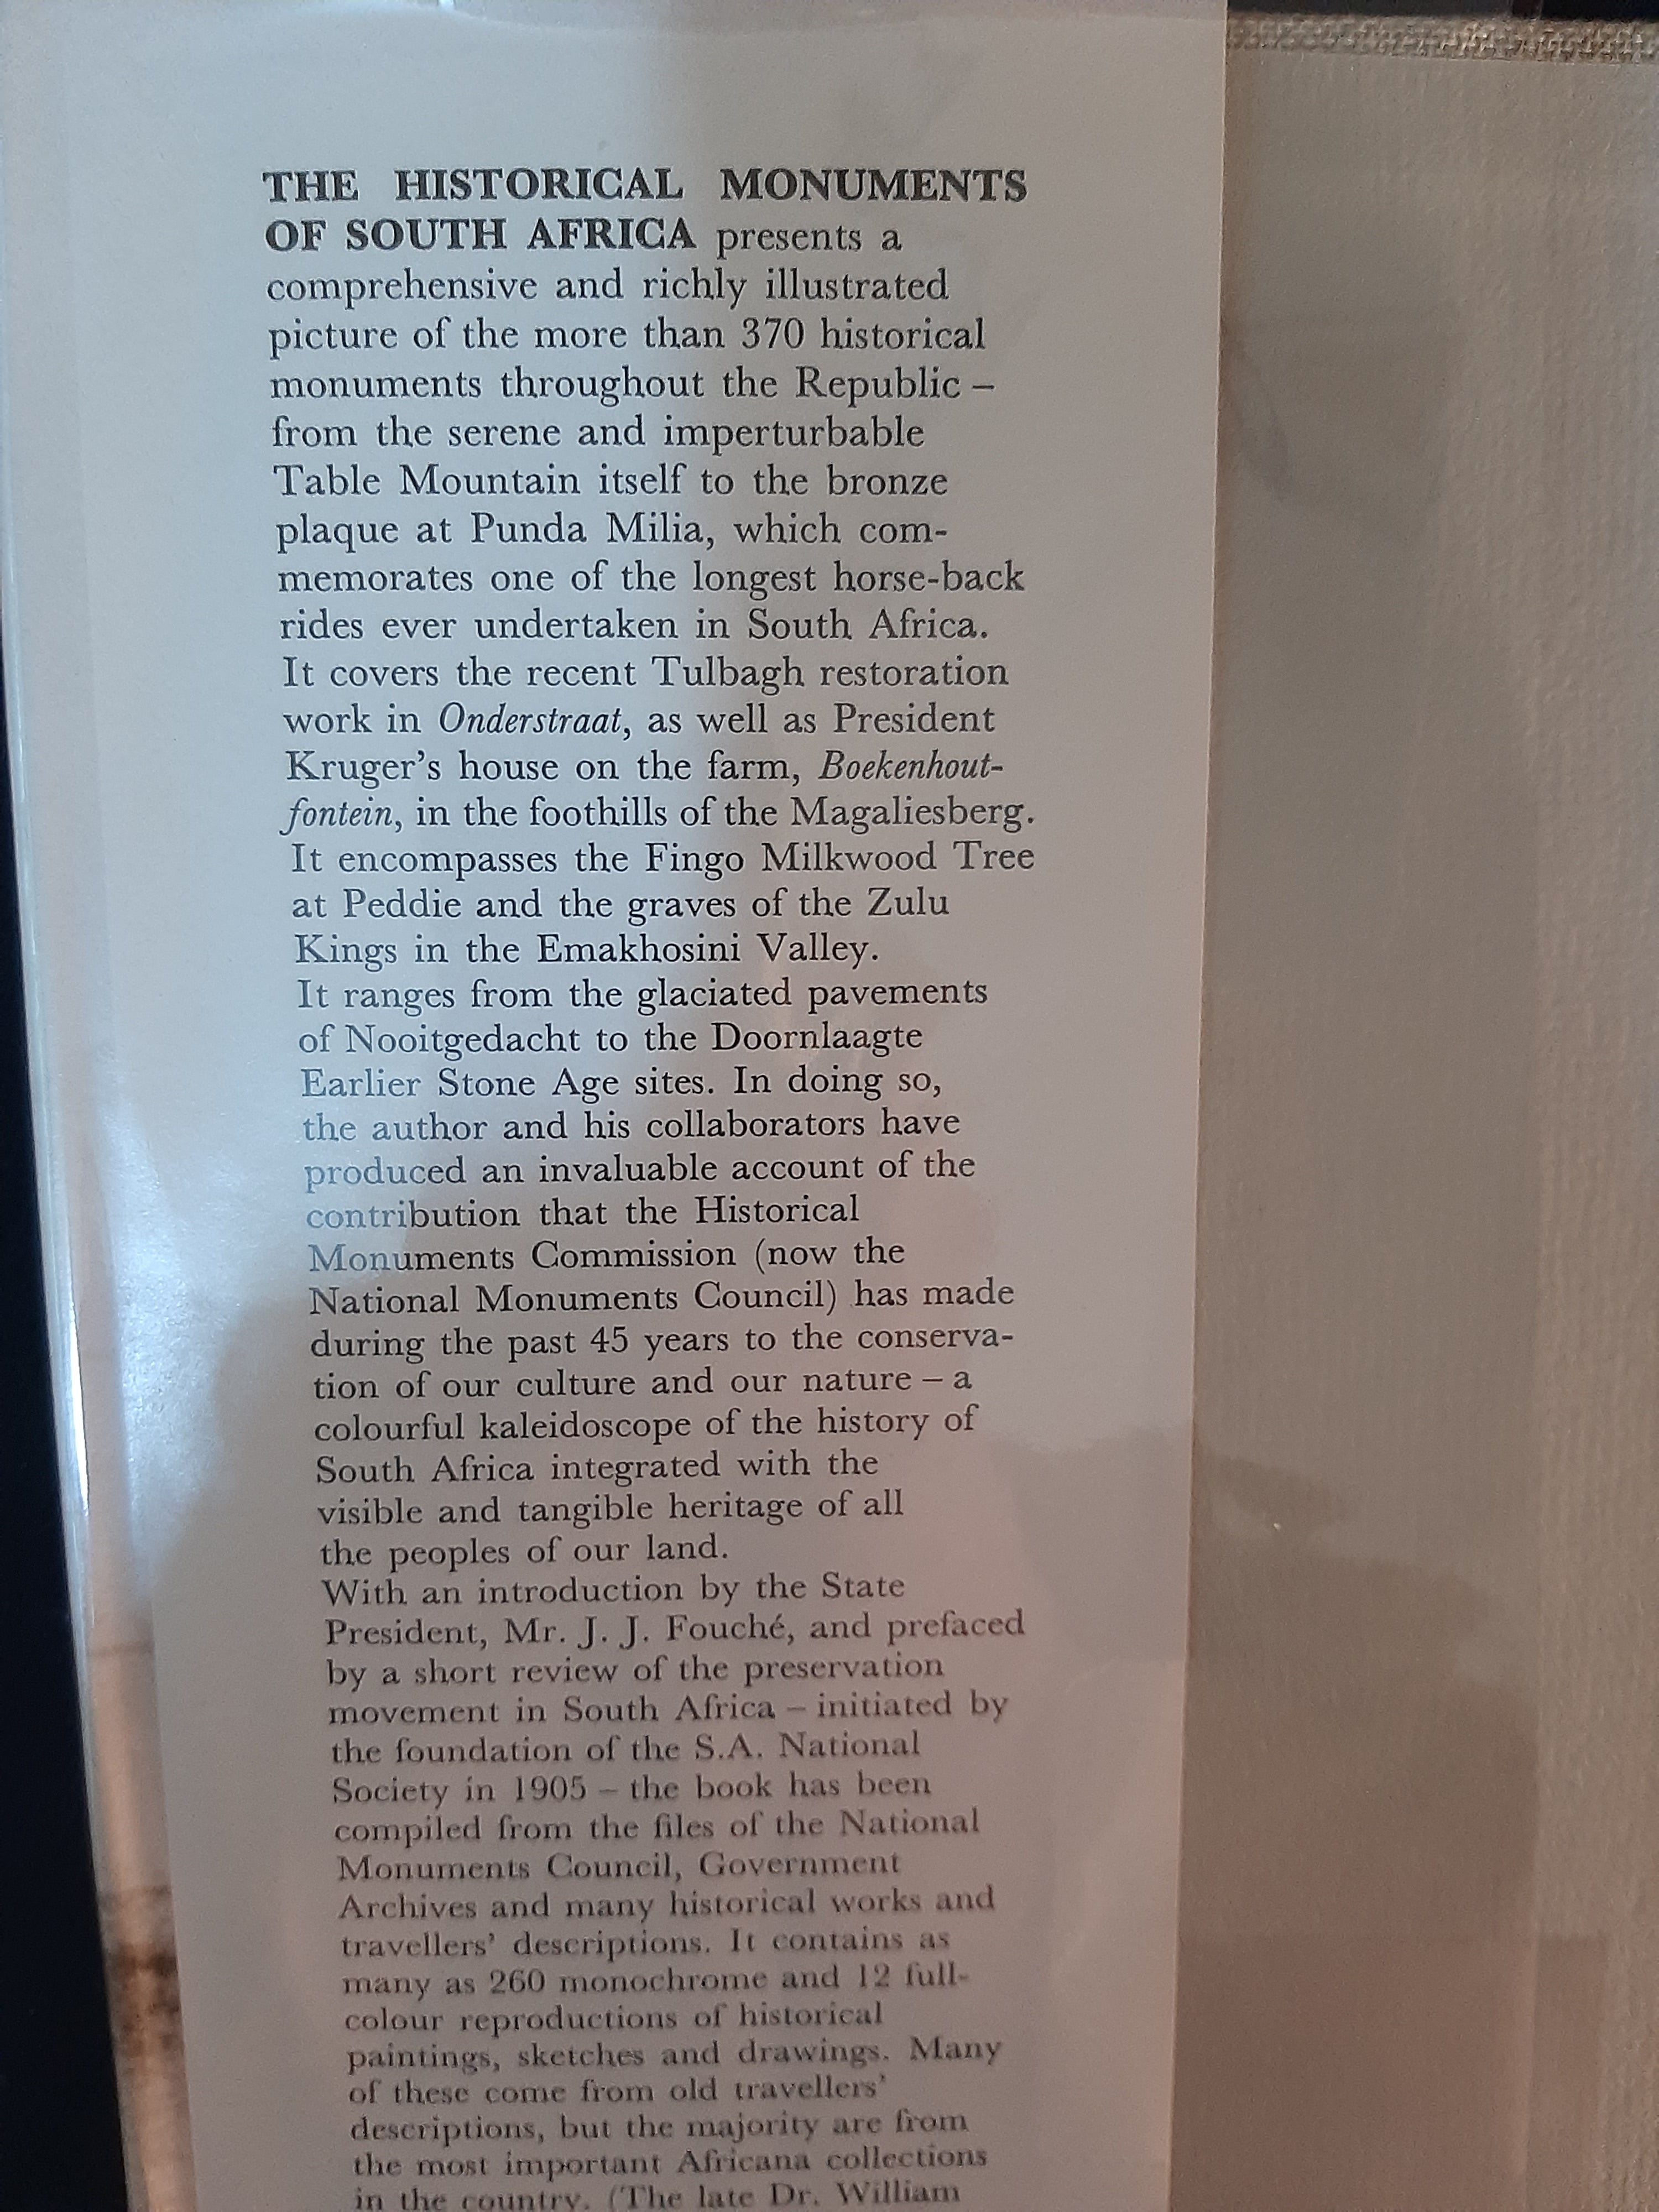 THE HISTORICAL MONUMENTS
OF SOUTH AFRICA presents a
comprehensive and richly illustrated
picture of the more than 370 historical
monuments throughout the Republic –
from the serene and imperturbable
Table Mountain itself to the bronze
plaque at Punda Milia, which com-
memorates one of the longest horse-back
rides ever undertaken in South Africa.
It covers the recent Tulbagh restoration
work in Onderstraat, as well as President
Kruger’s house on the farm, Boekenhout-
fontein, in the foothills of the Magaliesberg.
It encompasses the Fingo Milkwood Tree
at Peddie and the graves of the Zulu
Kings in the Emakhosini Valley.
It ranges from the glaciated pavements
of Nooitgedacht to the Doornlaagte
Earlier Stone Age sites. In doing so,
the author and his collaborators have
produced an invaluable account of the
contribution that the Historical
Monuments Commission (now the
National Monuments Council) has made
during the past 45 years to the conserva-
tion of our culture and our nature – a
colourful kaleidoscope of the history of
South Africa integrated with the
visible and tangible heritage of all
the peoples of our land.
With an introduction by the State
President, Mr. J. J. Fouché, and prefaced
by a short review of the preservation
movement in South Africa – initiated by
the foundation of the S.A. National
Society in 1905 – the book has been
compiled from the files of the National
Monuments Council, Government
Archives and many historical works and
travellers’ descriptions. It contains as
many as 260 monochrome and 12 full-
colour reproductions of historical
paintings, sketches and drawings. Many
of these come from old travellers’
descriptions, but the majority are from
the most important Africana collections
in the country. (The late Dr. William